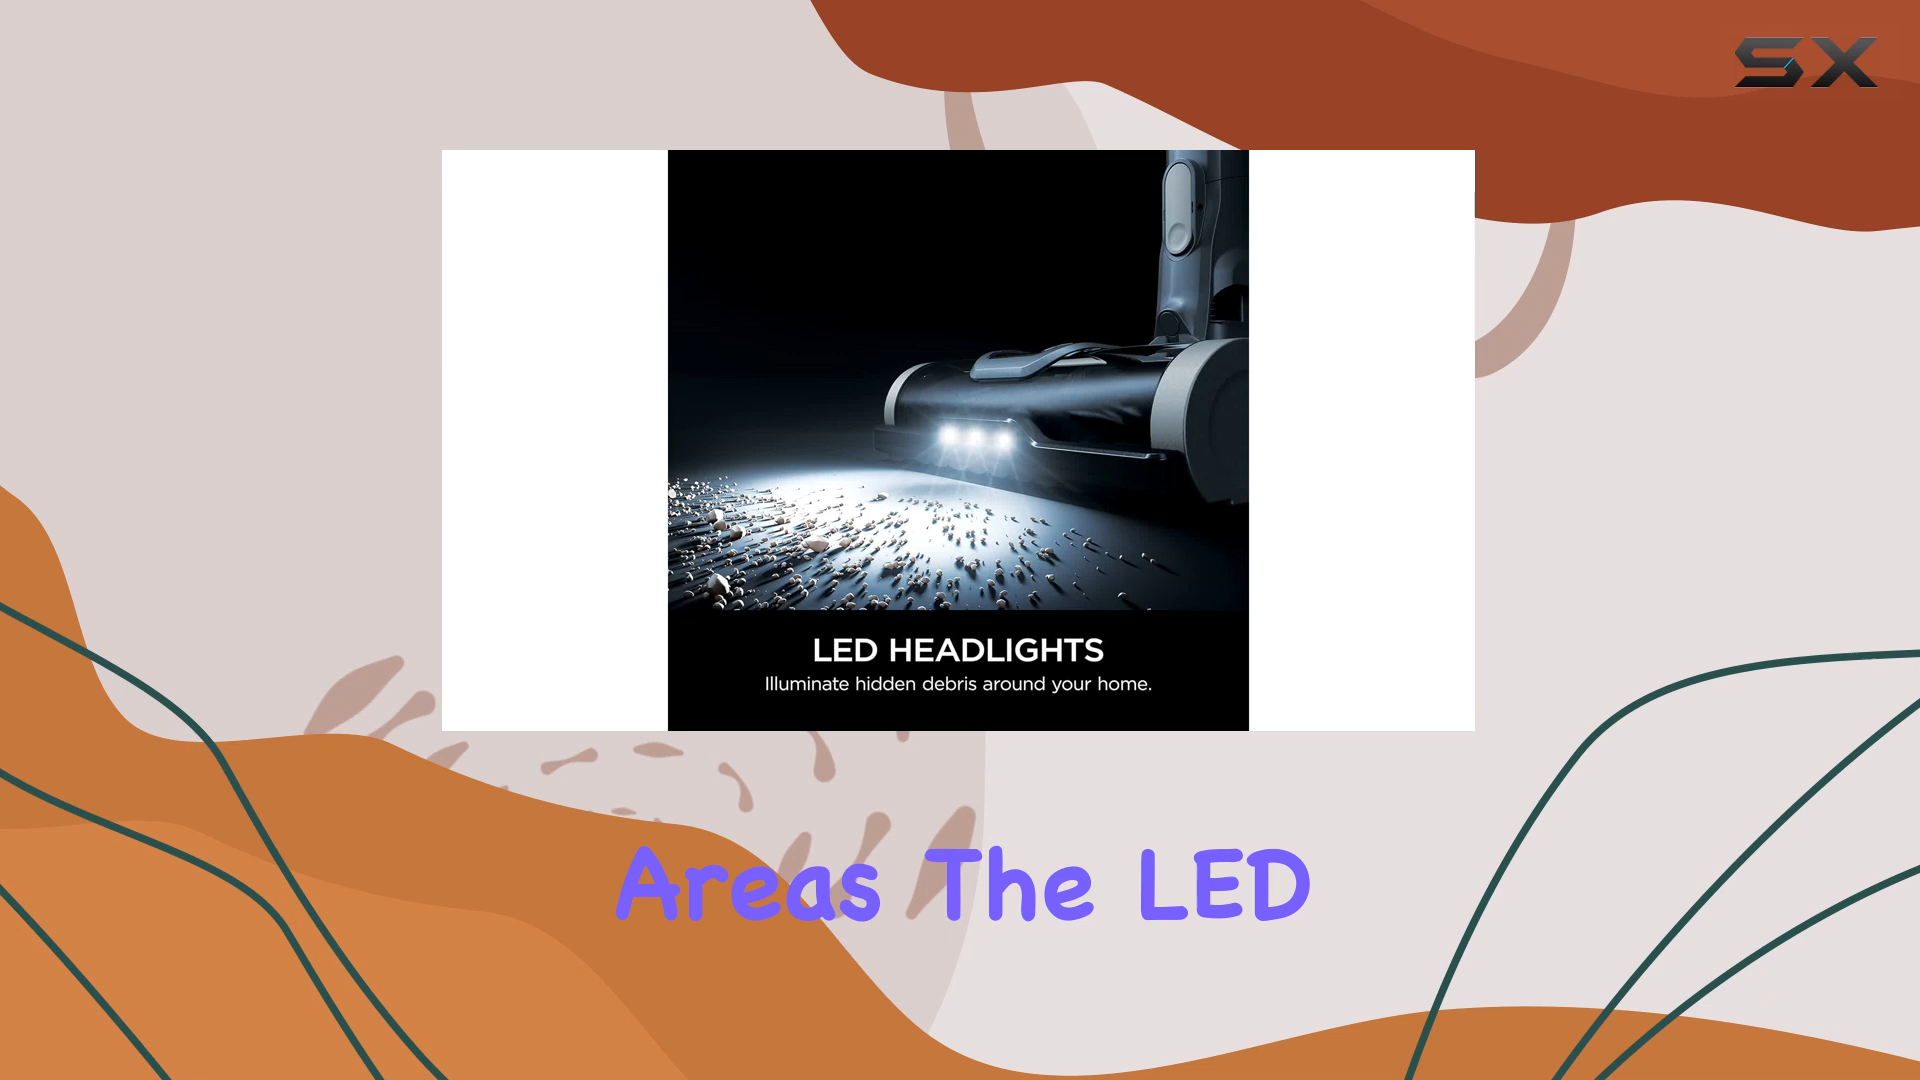 SX
LED HEADLIGHTS
Illuminate hidden debris around your home.
Areas The LED